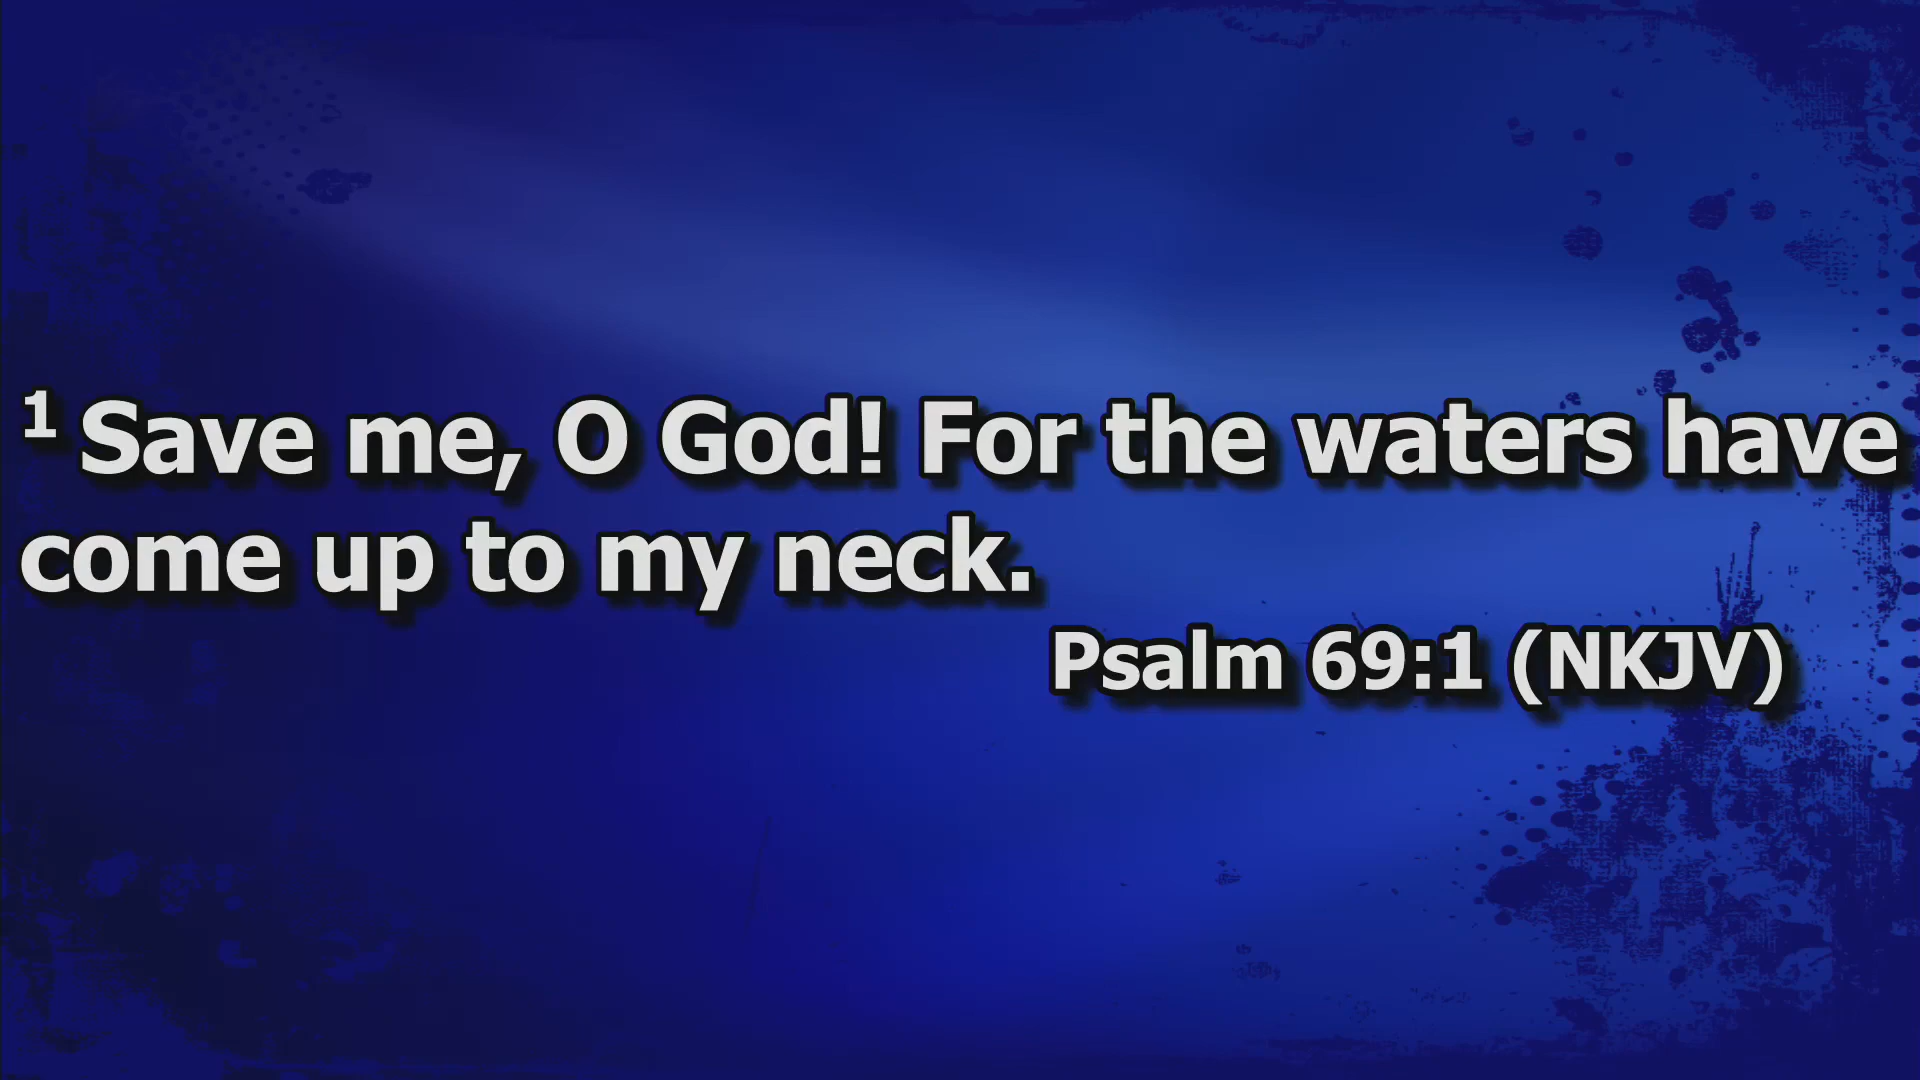 1 Save me, O God! For the waters have
come up to my neck.
Psalm 69:1 (NKJV)